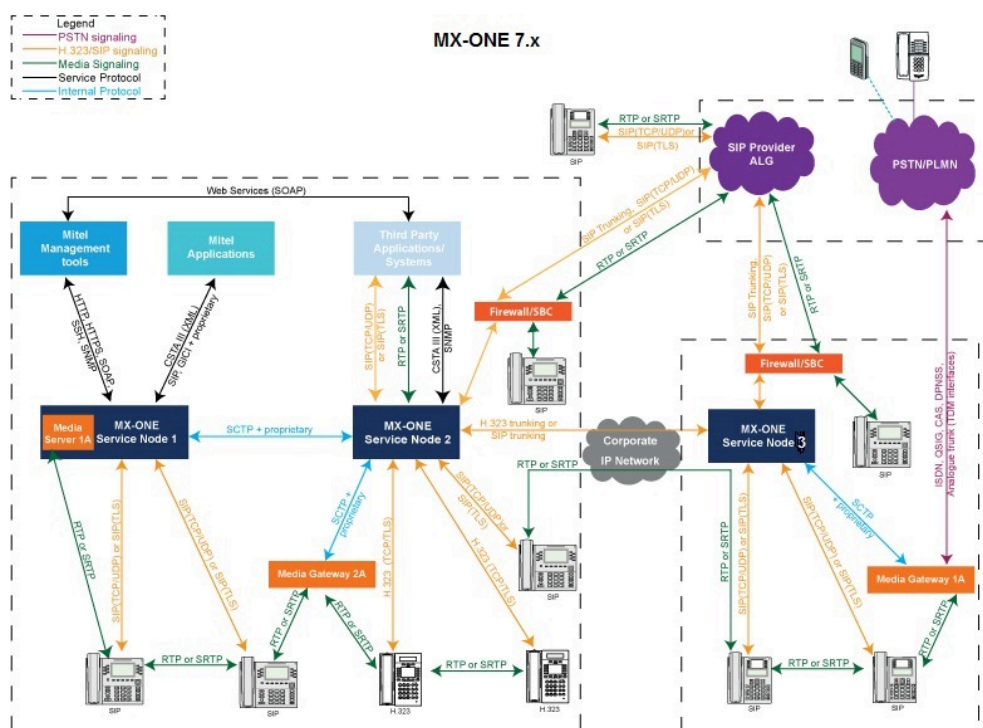 Legend
PSTN signaling
H.323/SIP signaling
Media Signaling
Service Protocol
Internal Protocol
MX-ONE 7.x
RTP or SRTP
SIP(TCP/UDP)or
SIP(TLS)
SIP
SIP Provider
ALG
PSTN/PLMN
Web Services (SOAP)
Mitel
Management
tools
Mitel
Applications
Third Party
Applications/
Systems
SIP Trunking, SIP(TCP/UDP)
or SIP(TLS)
RTP or SRTP
SIP Trunking,
SIP(TCP/UDP)
or SIP(TLS)
RTP or SRTP
HTTP, HTTPS, SOAP,
SSH, SNMP
CSTA III (XML),
SIP, GICI + proprietary
SIP(TCP/UDP)
or SIP(TLS)
RTP or SRTP
CSTA III (XML),
SNMP
Firewall/SBC
SIP
Firewall/SBC
SIP
ISDN, QSIG, CAS, DPNSS,
Analogue trunk (TDM interfaces)
Media
Server 1A
MX-ONE
Service Node 1
SCTP + proprietary
MX-ONE
Service Node 2
H.323 trunking or
SIP trunking
Corporate
IP Network
MX-ONE
Service Node 3
RTP or SRTP
SIP(TCP/UDP) or SIP(TLS)
SIP(TCP/UDP) or SIP(TLS)
SCTP +
proprietary
Media Gateway 2A
H.323 (TCP/TLS)
SIP(TCP/UDP)or
SIP(TLS)
H.323 (TCP/TLS)
RTP or SRTP
SIP
RTP or SRTP
SIP(TCP/UDP) or SIP(TLS)
SIP(TCP/UDP) or SIP(TLS)
SCTP
+ proprietary
Media Gateway 1A
RTP or SRTP
RTP or SRTP
RTP or SRTP
RTP or SRTP
RTP or SRTP
RTP or SRTP
SIP
SIP
H.323
H.323
SIP
SIP